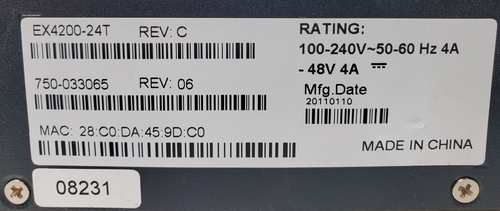 EX4200-24T REV: C
750-033065 REV: 06
MAC: 28:C0:DA:45:9D:C0
RATING:
100-240V~50-60 Hz 4A
- 48V 4A ⎓
Mfg.Date
20110110
MADE IN CHINA
08231